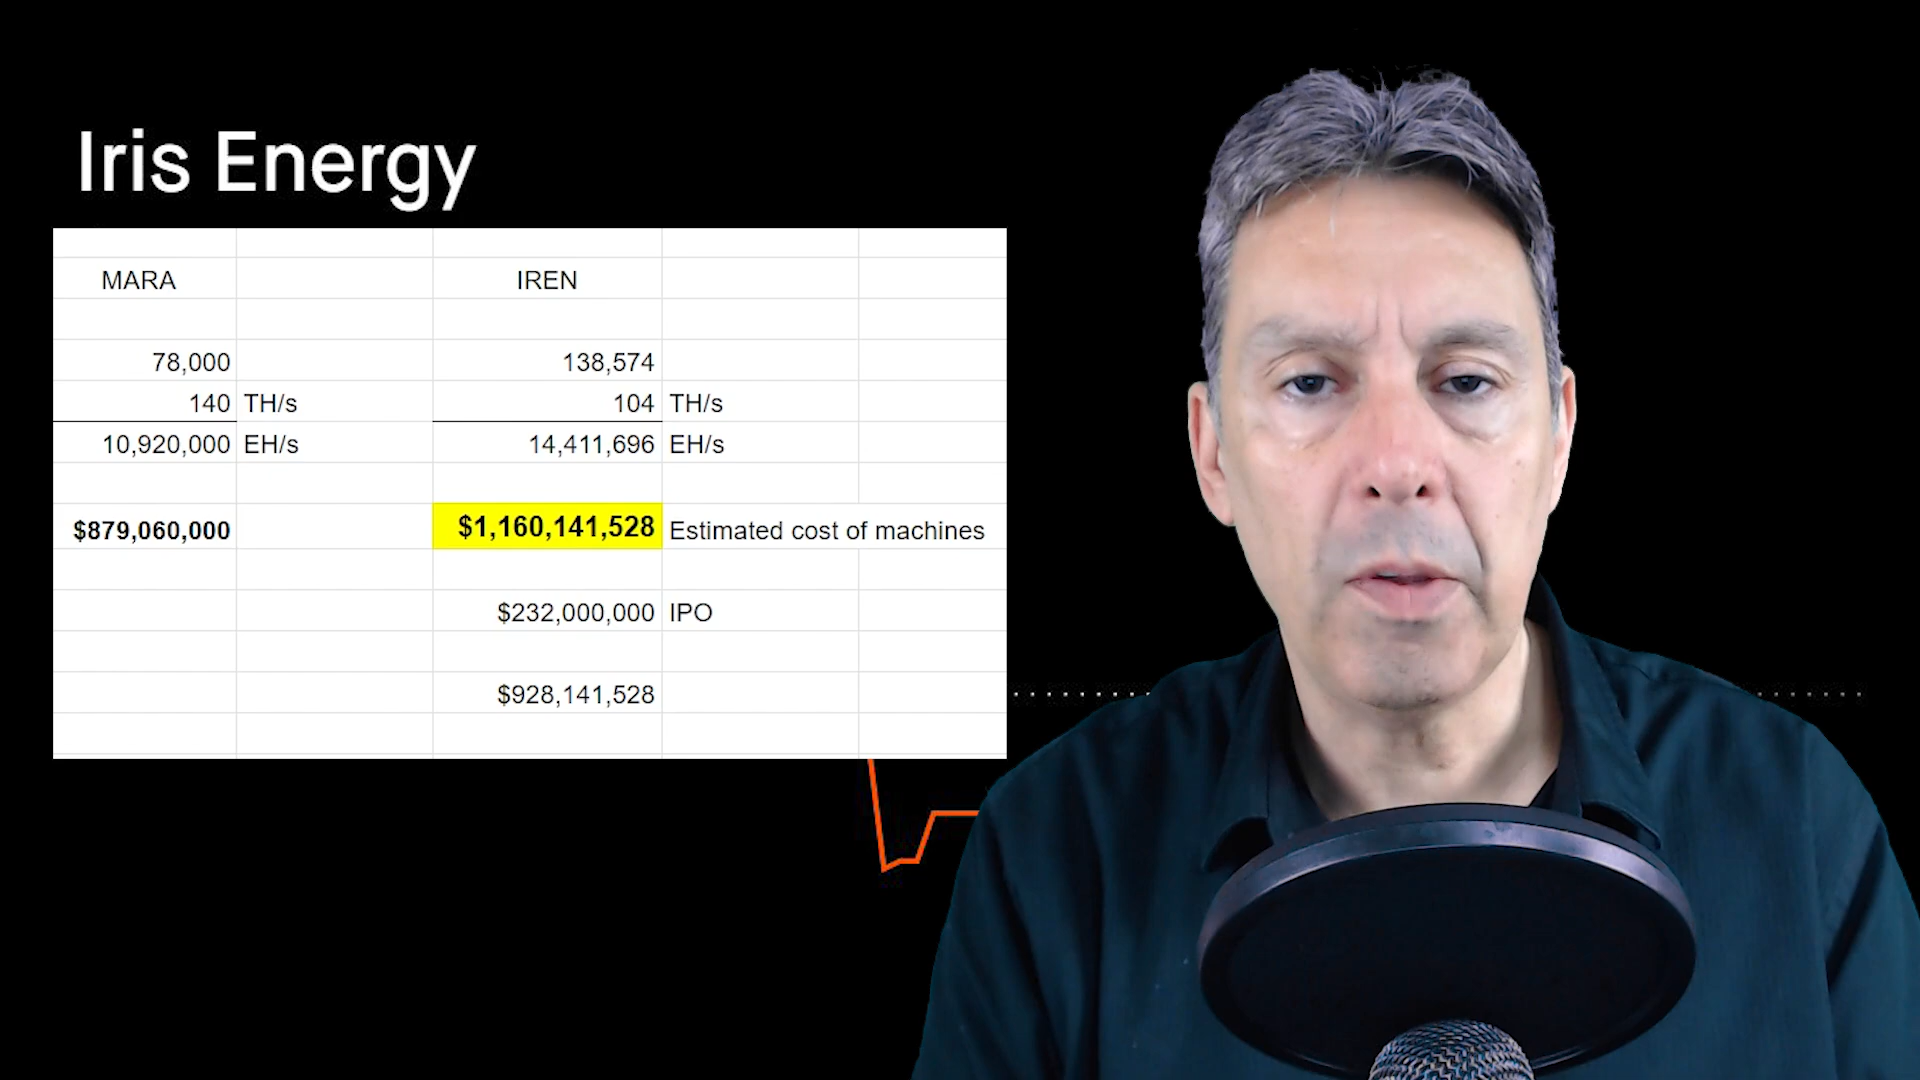 Iris Energy
MARA IREN
78,000 138,574
140 TH/s 104 TH/s
10,920,000 EH/s 14,411,696 EH/s
$879,060,000 $1,160,141,528 Estimated cost of machines
$232,000,000 IPO
$928,141,528